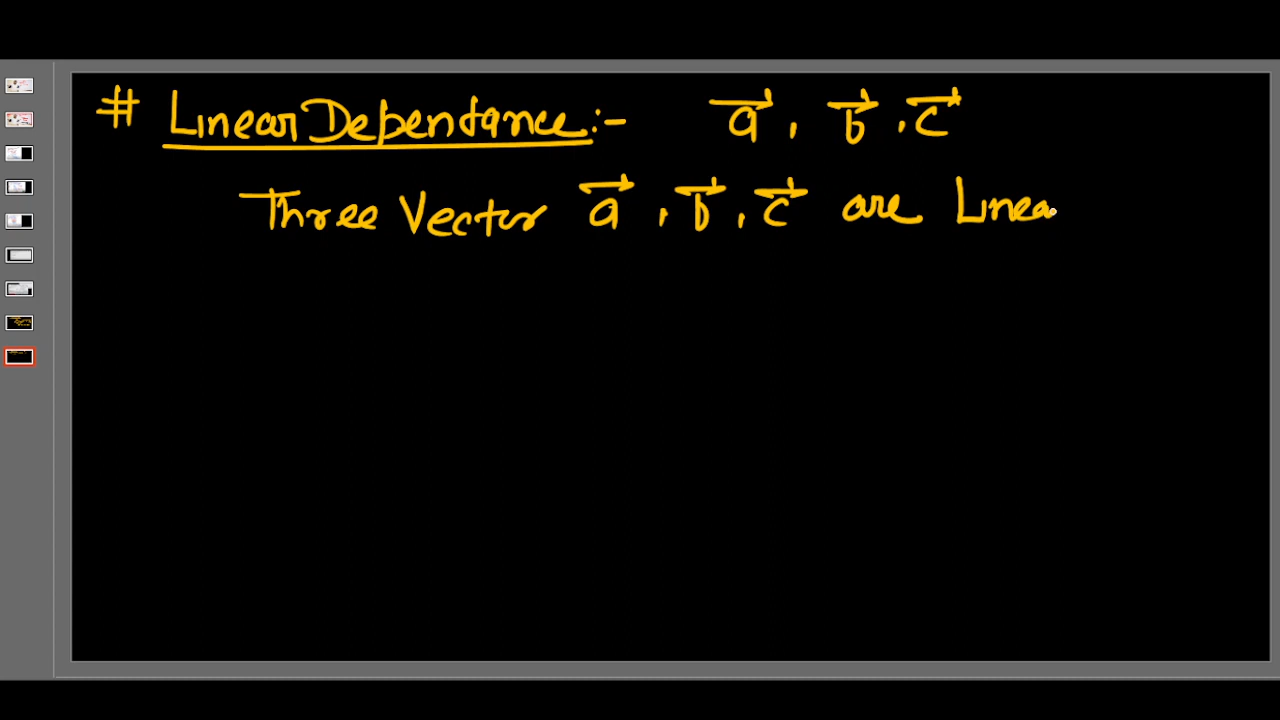 # Linear Dependance :- a⃗ , b⃗ , c⃗
Three Vector a⃗ , b⃗ , c⃗ are Linea